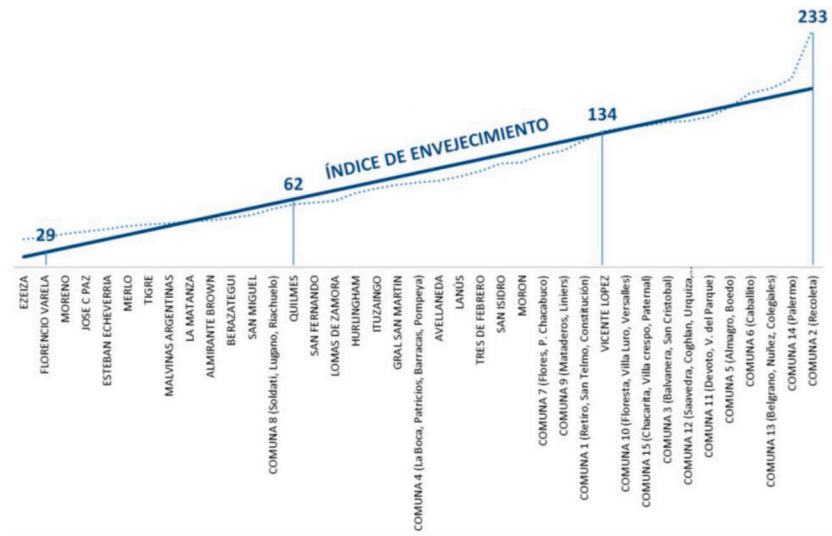 233
134
ÍNDICE DE ENVEJECIMIENTO
62
29
EZEIZA
FLORENCIO VARELA
MORENO
JOSE C PAZ
ESTEBAN ECHEVERRIA
MERLO
TIGRE
MALVINAS ARGENTINAS
LA MATANZA
ALMIRANTE BROWN
BERAZATEGUI
SAN MIGUEL
COMUNA 8 (Soldati, Lugano, Riachuelo)
QUILMES
SAN FERNANDO
LOMAS DE ZAMORA
HURLINGHAM
ITUZAINGO
GRAL SAN MARTIN
COMUNA 4 (La Boca, Patricios, Barracas, Pompeya)
AVELLANEDA
LANÚS
TRES DE FEBRERO
SAN ISIDRO
MORON
COMUNA 7 (Flores, P. Chacabuco)
COMUNA 9 (Mataderos, Liniers)
COMUNA 1 (Retiro, San Telmo, Constitución)
VICENTE LOPEZ
COMUNA 10 (Floresta, Villa Luro, Versalles)
COMUNA 15 (Chacarita, Villa crespo, Paternal)
COMUNA 3 (Balvanera, San Cristobal)
COMUNA 12 (Saavedra, Coghlan, Urquiza,...
COMUNA 11 (Devoto, V. del Parque)
COMUNA 5 (Almagro, Boedo)
COMUNA 6 (Caballito)
COMUNA 13 (Belgrano, Nuñez, Colegiales)
COMUNA 14 (Palermo)
COMUNA 2 (Recoleta)